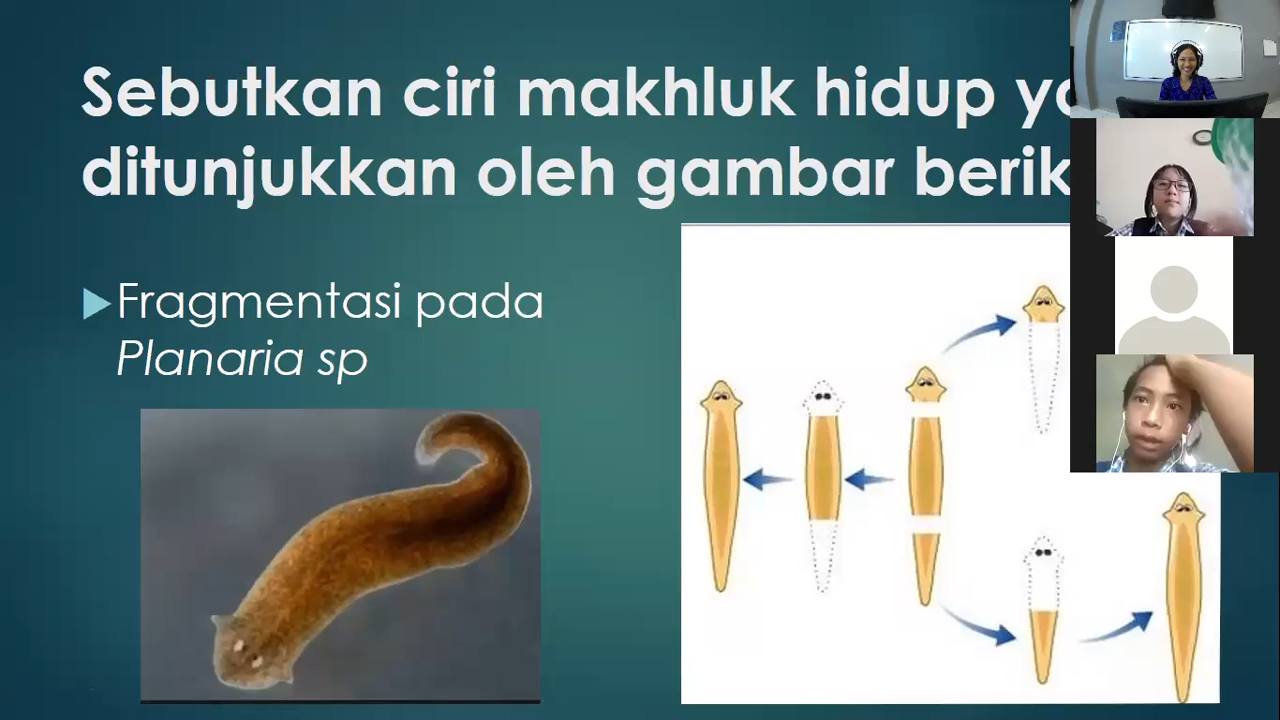 Sebutkan ciri makhluk hidup
ditunjukkan oleh gambar
Fragmentasi pada
Planaria sp